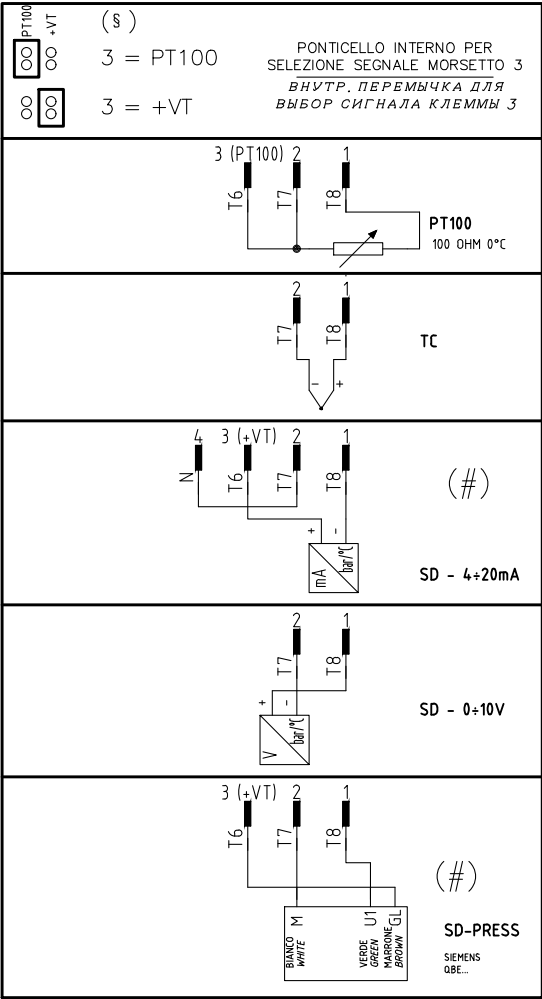 PT100 +VT (§)
3 = PT100
3 = +VT
PONTICELLO INTERNO PER
SELEZIONE SEGNALE MORSETTO 3
ВНУТР. ПЕРЕМЫЧКА ДЛЯ
ВЫБОР СИГНАЛА КЛЕММЫ 3
3 (PT100) 2 1
T6 T7 T8
PT100
100 OHM 0°C
2 1
T7 T8
- +
TC
4 3 (+VT) 2 1
N T6 T7 T8
(#)
+ -
mA bar/°C
SD - 4÷20mA
2 1
T7 T8
+ -
V bar/°C
SD - 0÷10V
3 (+VT) 2 1
T6 T7 T8
(#)
M U1 GL
BIANCO
WHITE
VERDE
GREEN
MARRONE
BROWN
SD-PRESS
SIEMENS
QBE...